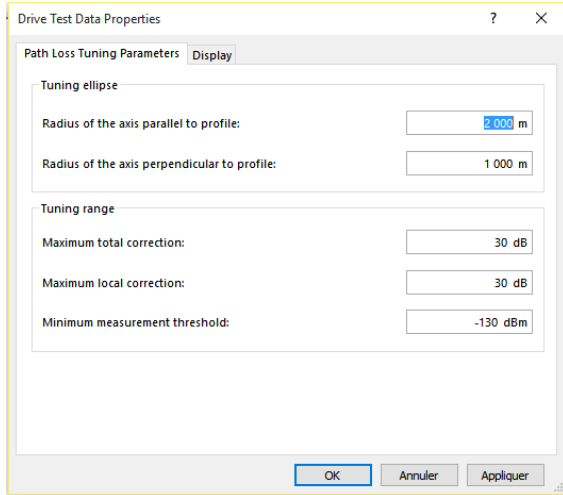 Drive Test Data Properties ? ×
Path Loss Tuning Parameters Display
Tuning ellipse
Radius of the axis parallel to profile: 2 000 m
Radius of the axis perpendicular to profile: 1 000 m
Tuning range
Maximum total correction: 30 dB
Maximum local correction: 30 dB
Minimum measurement threshold: -130 dBm
OK Annuler Appliquer